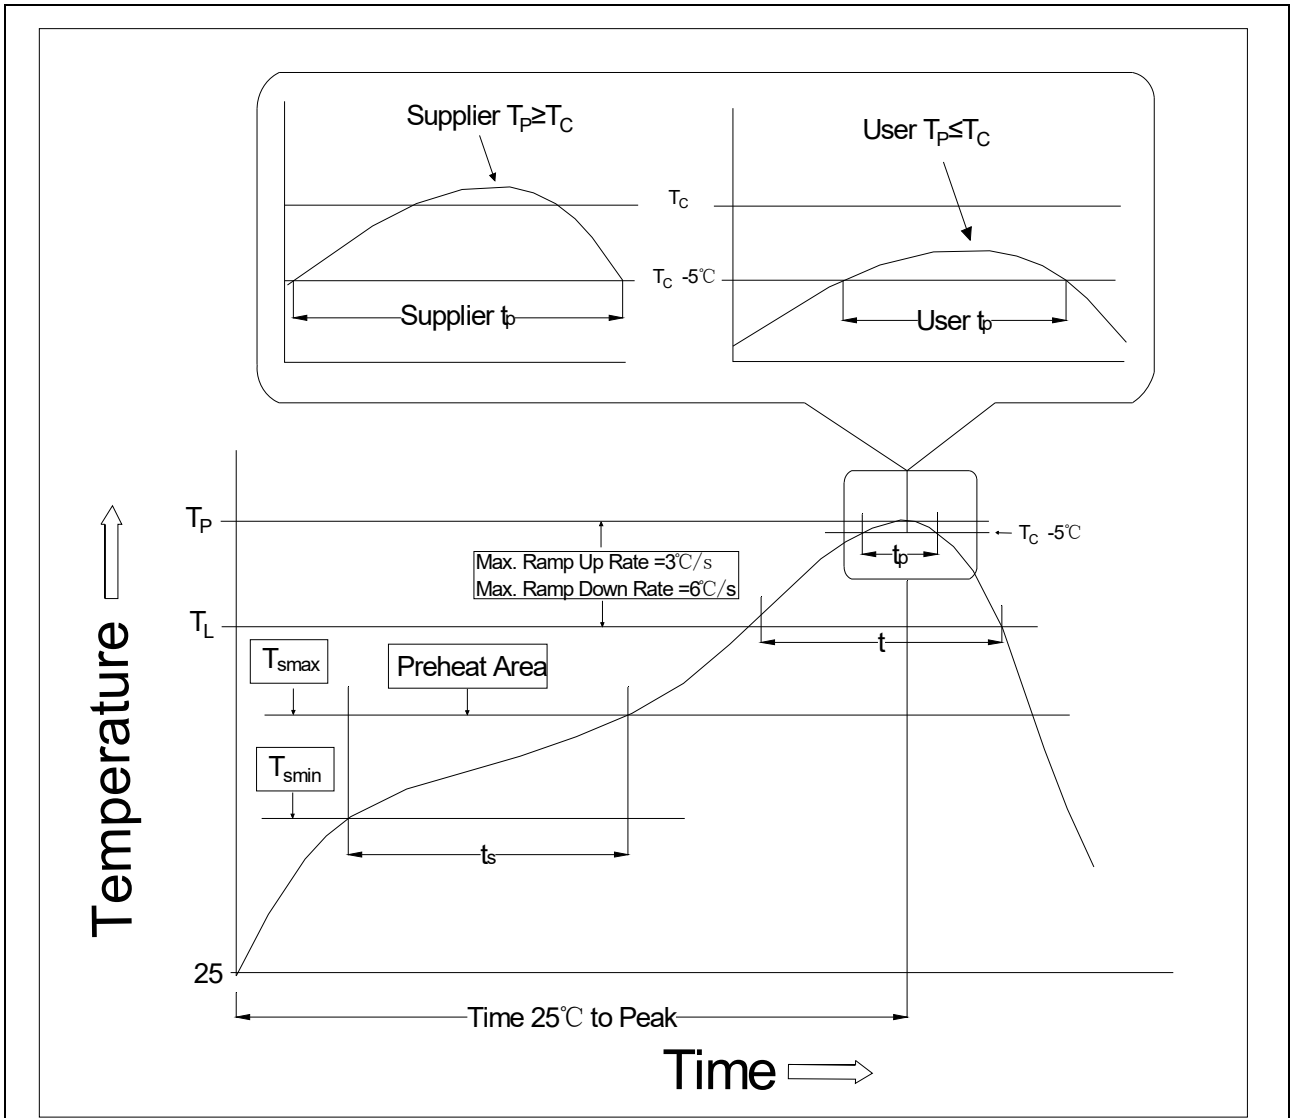 Supplier TP≥TC
User TP≤TC
TC
TC -5℃
Supplier tp
User tp
TP
TC -5℃
tp
Max. Ramp Up Rate =3℃/s
Max. Ramp Down Rate =6℃/s
TL
t
Tsmax
Preheat Area
Tsmin
ts
Temperature
25
Time 25℃ to Peak
Time